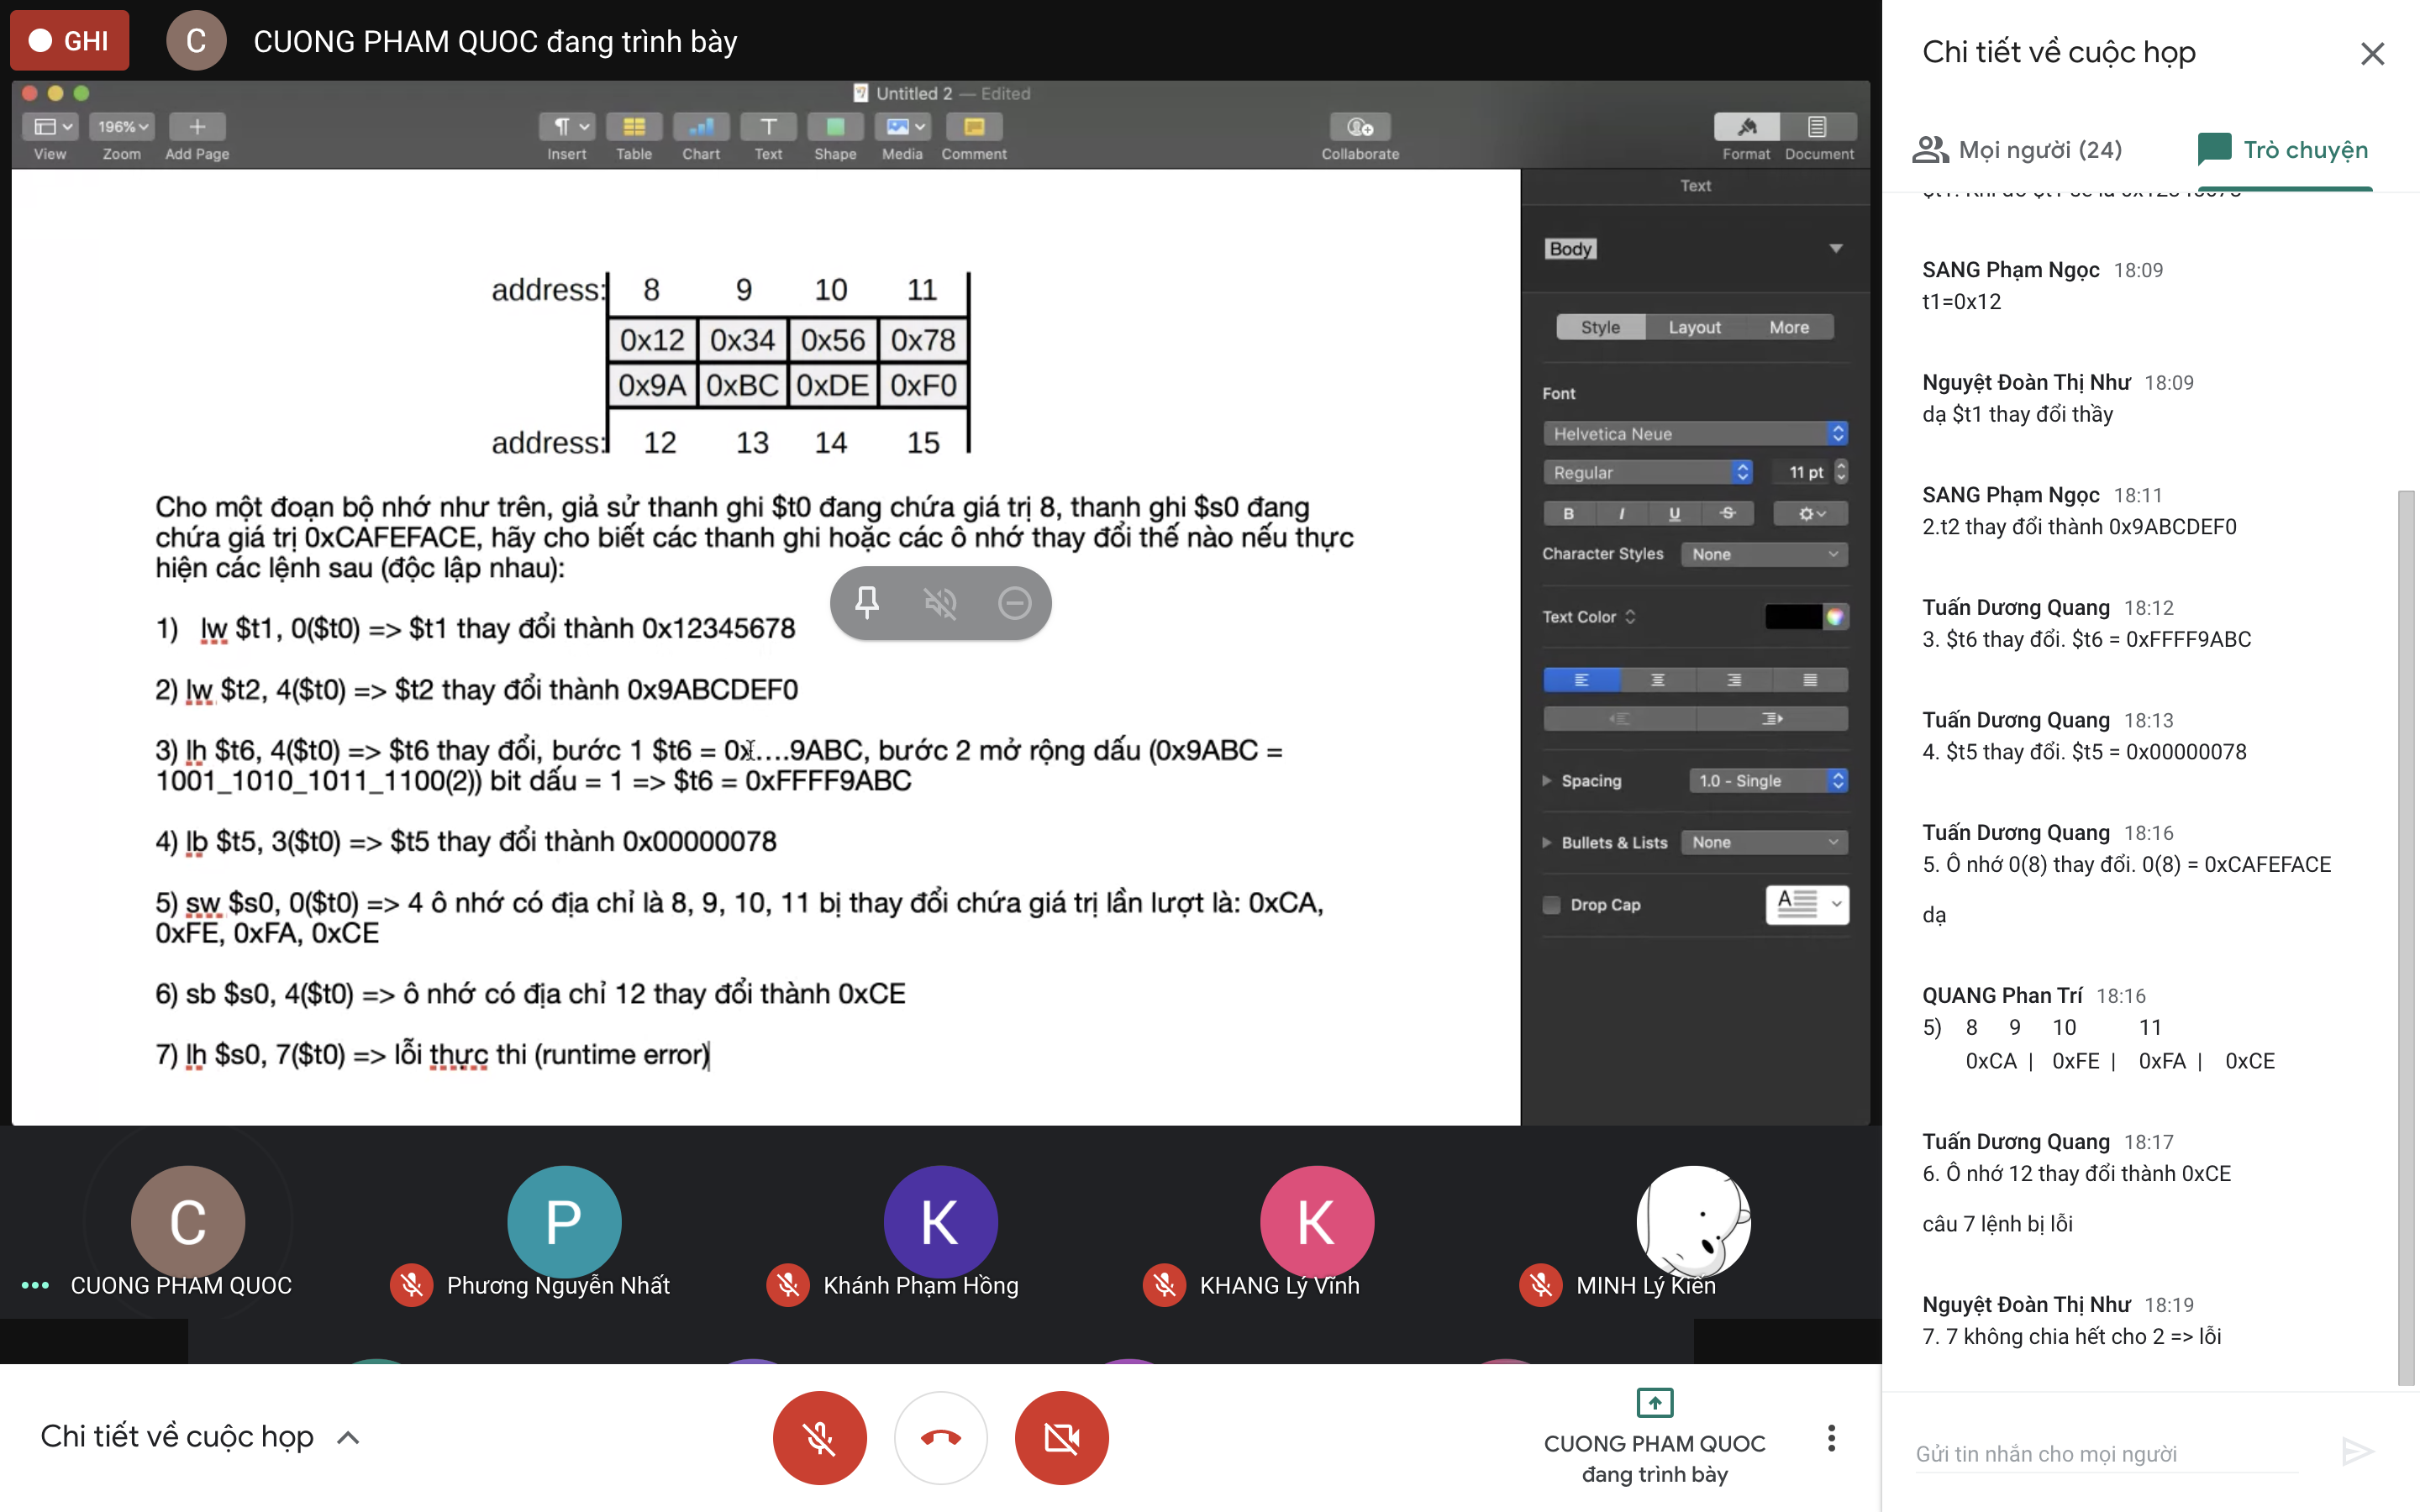 GHI
C
CUONG PHAM QUOC đang trình bày
Untitled 2 — Edited
View
196%
Zoom
Add Page
Insert
Table
Chart
Text
Shape
Media
Comment
Collaborate
Format
Document
address: 8 9 10 11
0x12 0x34 0x56 0x78
0x9A 0xBC 0xDE 0xF0
address: 12 13 14 15
Cho một đoạn bộ nhớ như trên, giả sử thanh ghi $t0 đang chứa giá trị 8, thanh ghi $s0 đang
chứa giá trị 0xCAFEFACE, hãy cho biết các thanh ghi hoặc các ô nhớ thay đổi thế nào nếu thực
hiện các lệnh sau (độc lập nhau):
1) lw $t1, 0($t0) => $t1 thay đổi thành 0x12345678
2) lw $t2, 4($t0) => $t2 thay đổi thành 0x9ABCDEF0
3) lh $t6, 4($t0) => $t6 thay đổi, bước 1 $t6 = 0x....9ABC, bước 2 mở rộng dấu (0x9ABC =
1001_1010_1011_1100(2)) bit dấu = 1 => $t6 = 0xFFFF9ABC
4) lb $t5, 3($t0) => $t5 thay đổi thành 0x00000078
5) sw $s0, 0($t0) => 4 ô nhớ có địa chỉ là 8, 9, 10, 11 bị thay đổi chứa giá trị lần lượt là: 0xCA,
0xFE, 0xFA, 0xCE
6) sb $s0, 4($t0) => ô nhớ có địa chỉ 12 thay đổi thành 0xCE
7) lh $s0, 7($t0) => lỗi thực thi (runtime error)
Text
Body
Style
Layout
More
Font
Helvetica Neue
Regular
11 pt
B
I
U
S
Character Styles
None
Text Color
Spacing
1.0 - Single
Bullets & Lists
None
Drop Cap
A
C
CUONG PHAM QUOC
P
Phương Nguyễn Nhất
K
Khánh Phạm Hồng
K
KHANG Lý Vĩnh
MINH Lý Kiến
Chi tiết về cuộc họp
CUONG PHAM QUOC
đang trình bày
Chi tiết về cuộc họp
Mọi người (24)
Trò chuyện
SANG Phạm Ngọc 18:09
t1=0x12
Nguyệt Đoàn Thị Như 18:09
dạ $t1 thay đổi thầy
SANG Phạm Ngọc 18:11
2.t2 thay đổi thành 0x9ABCDEF0
Tuấn Dương Quang 18:12
3. $t6 thay đổi. $t6 = 0xFFFF9ABC
Tuấn Dương Quang 18:13
4. $t5 thay đổi. $t5 = 0x00000078
Tuấn Dương Quang 18:16
5. Ô nhớ 0(8) thay đổi. 0(8) = 0xCAFEFACE
dạ
QUANG Phan Trí 18:16
5) 8 9 10 11
0xCA | 0xFE | 0xFA | 0xCE
Tuấn Dương Quang 18:17
6. Ô nhớ 12 thay đổi thành 0xCE
câu 7 lệnh bị lỗi
Nguyệt Đoàn Thị Như 18:19
7. 7 không chia hết cho 2 => lỗi
Gửi tin nhắn cho mọi người